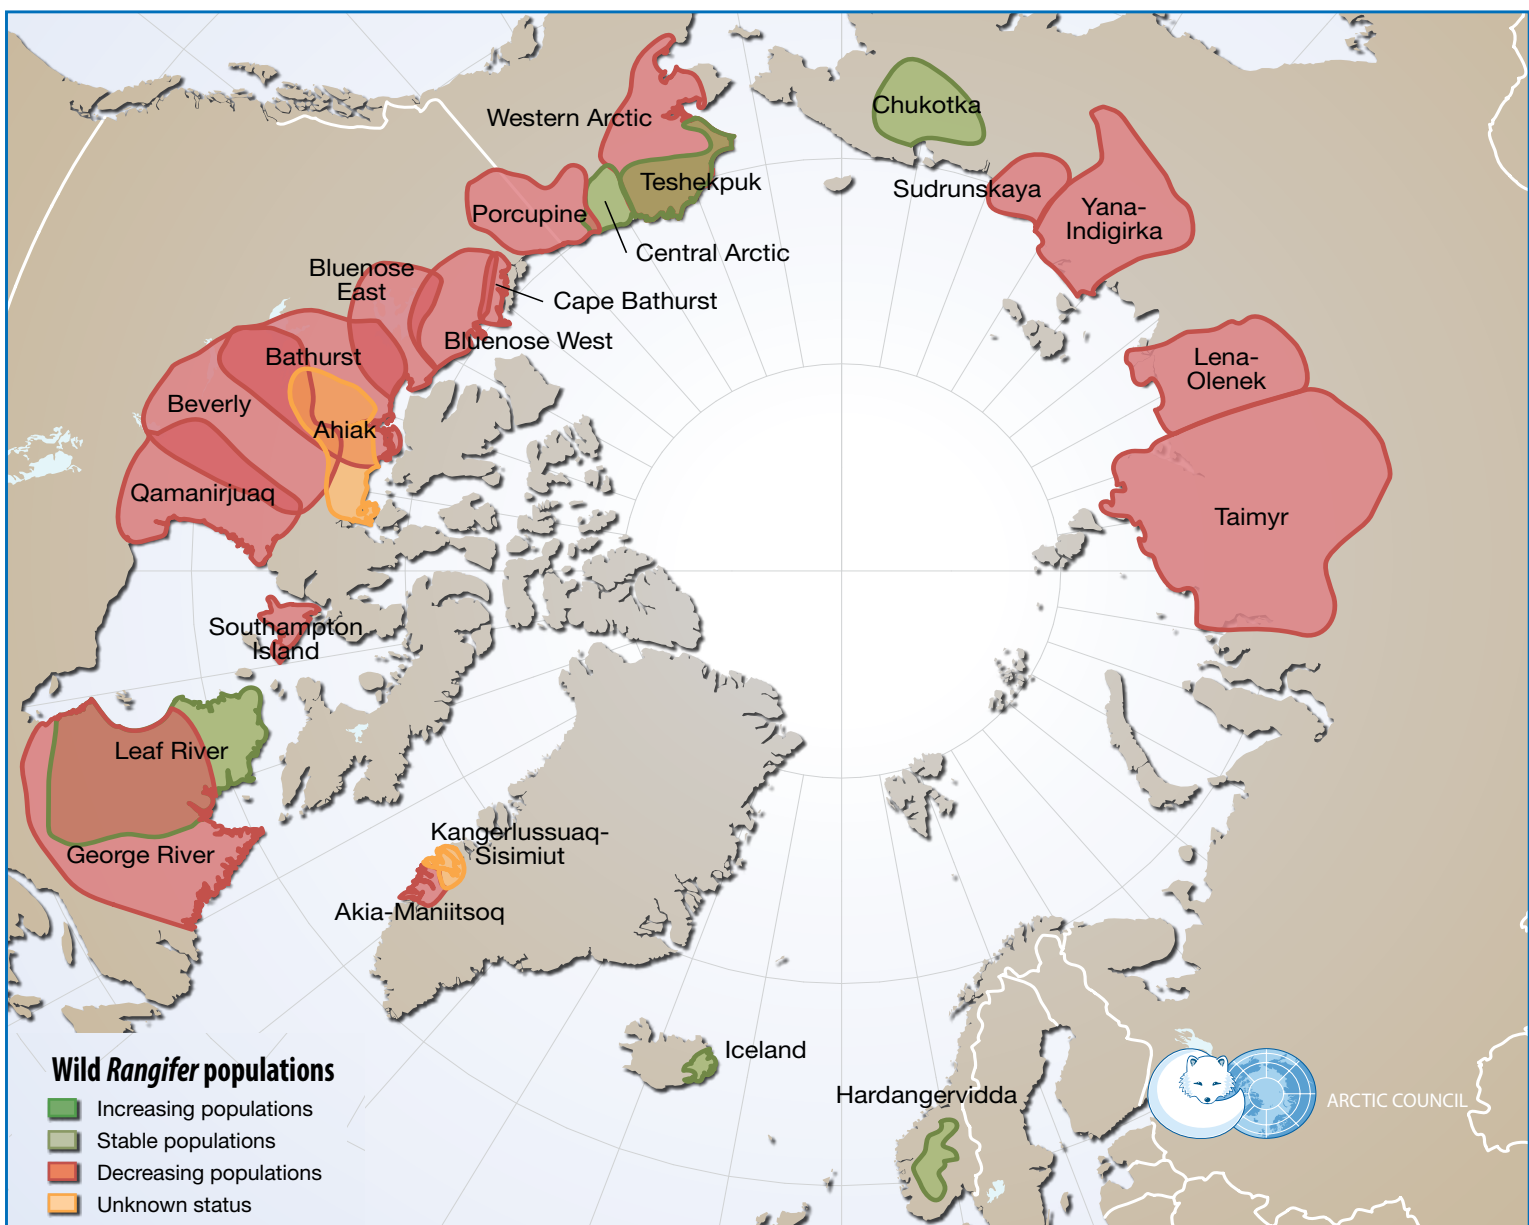 Chukotka
Western Arctic
Teshekpuk
Sudrunskaya
Yana-
Indigirka
Porcupine
Central Arctic
Bluenose
East
Cape Bathurst
Bluenose West
Bathurst
Lena-
Olenek
Beverly
Ahiak
Qamanirjuaq
Taimyr
Southampton
Island
Leaf River
George River
Kangerlussuaq-
Sisimiut
Akia-Maniitsoq
Iceland
Hardangervidda
ARCTIC COUNCIL
Wild Rangifer populations
Increasing populations
Stable populations
Decreasing populations
Unknown status